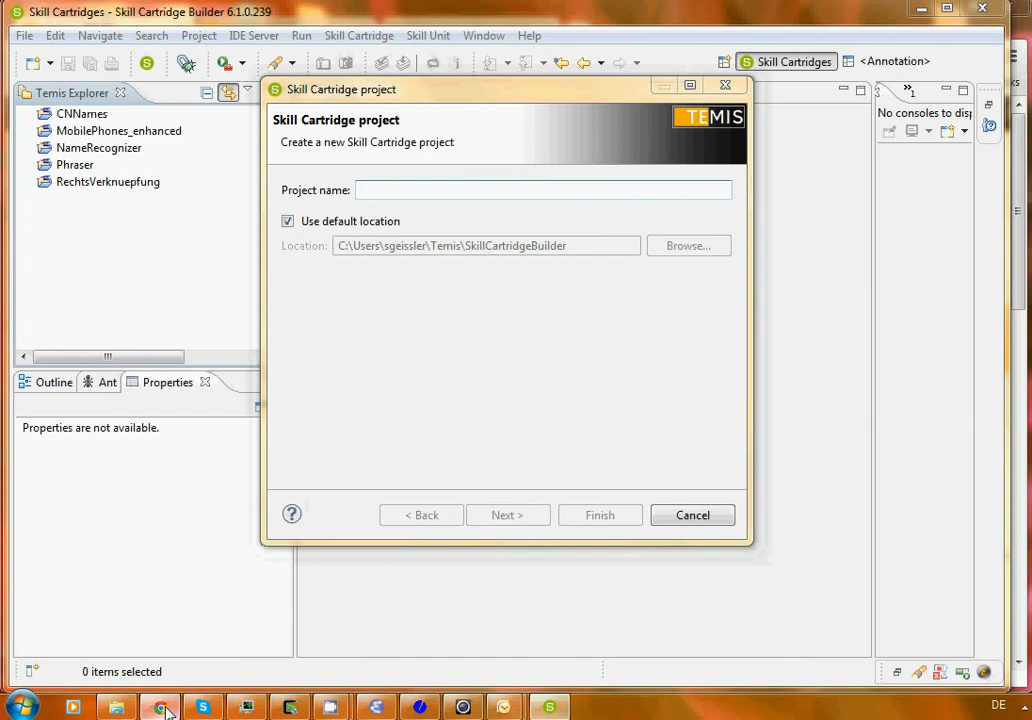 Skill Cartridges - Skill Cartridge Builder 6.1.0.239
File Edit Navigate Search Project IDE Server Run Skill Cartridge Skill Unit Window Help
Skill Cartridges <Annotation>
Temis Explorer
CNNames
MobilePhones_enhanced
NameRecognizer
Phraser
RechtsVerknuepfung
Skill Cartridge project
Skill Cartridge project
Create a new Skill Cartridge project
TEMIS
Project name:
Use default location
Location: C:\Users\sgeissler\Temis\SkillCartridgeBuilder Browse...
< Back Next > Finish Cancel
1
No consoles to disp
Outline Ant Properties
Properties are not available.
0 items selected
DE